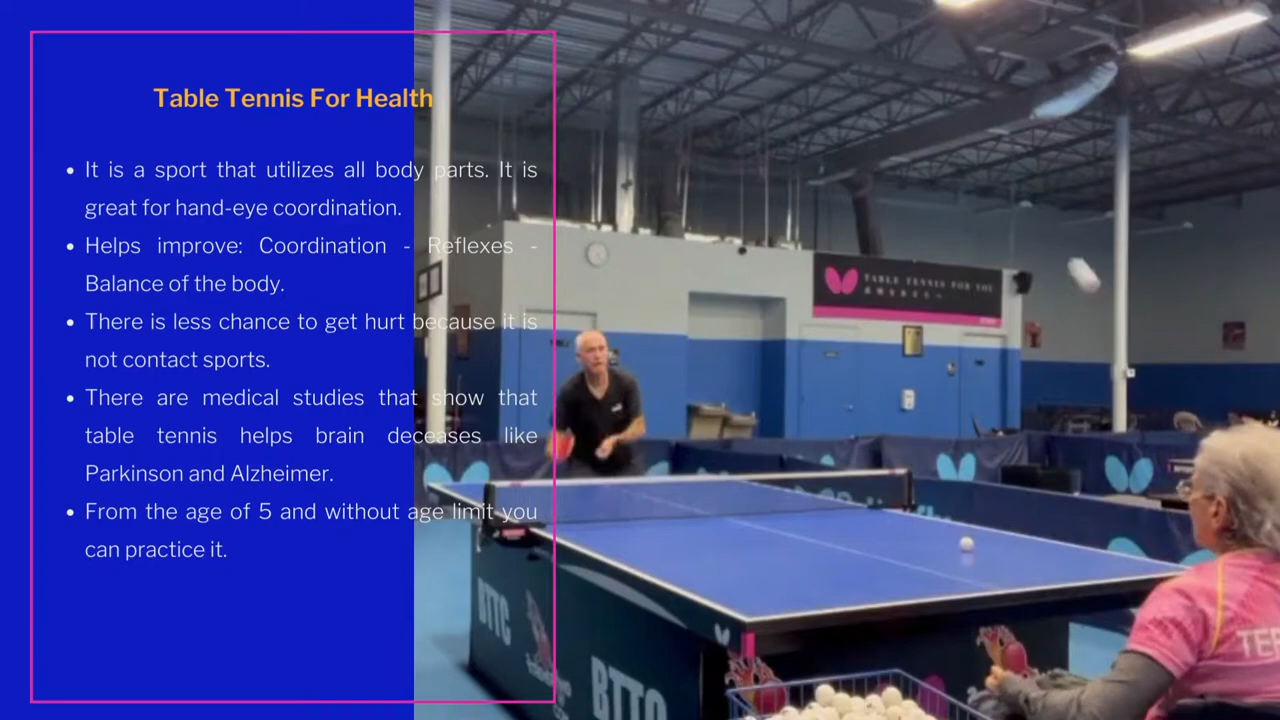 Table Tennis For Health
• It is a sport that utilizes all body parts. It is
great for hand-eye coordination.
• Helps improve: Coordination - Reflexes -
Balance of the body.
• There is less chance to get hurt because it is
not contact sports.
• There are medical studies that show that
table tennis helps brain deceases like
Parkinson and Alzheimer.
• From the age of 5 and without age limit you
can practice it.
TABLE TENNIS FOR YOU
BTTC
BTTC